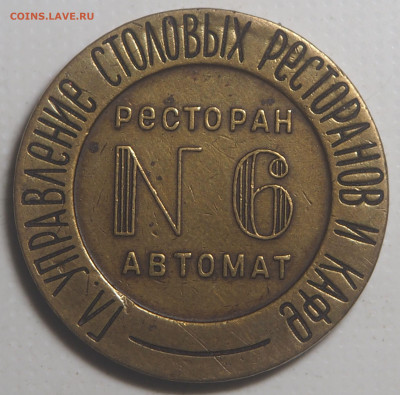 COINS.LAVE.RU
ГЛ. УПРАВЛЕНИЕ СТОЛОВЫХ РЕСТОРАНОВ И КАФЕ
РЕСТОРАН
N 6
АВТОМАТ